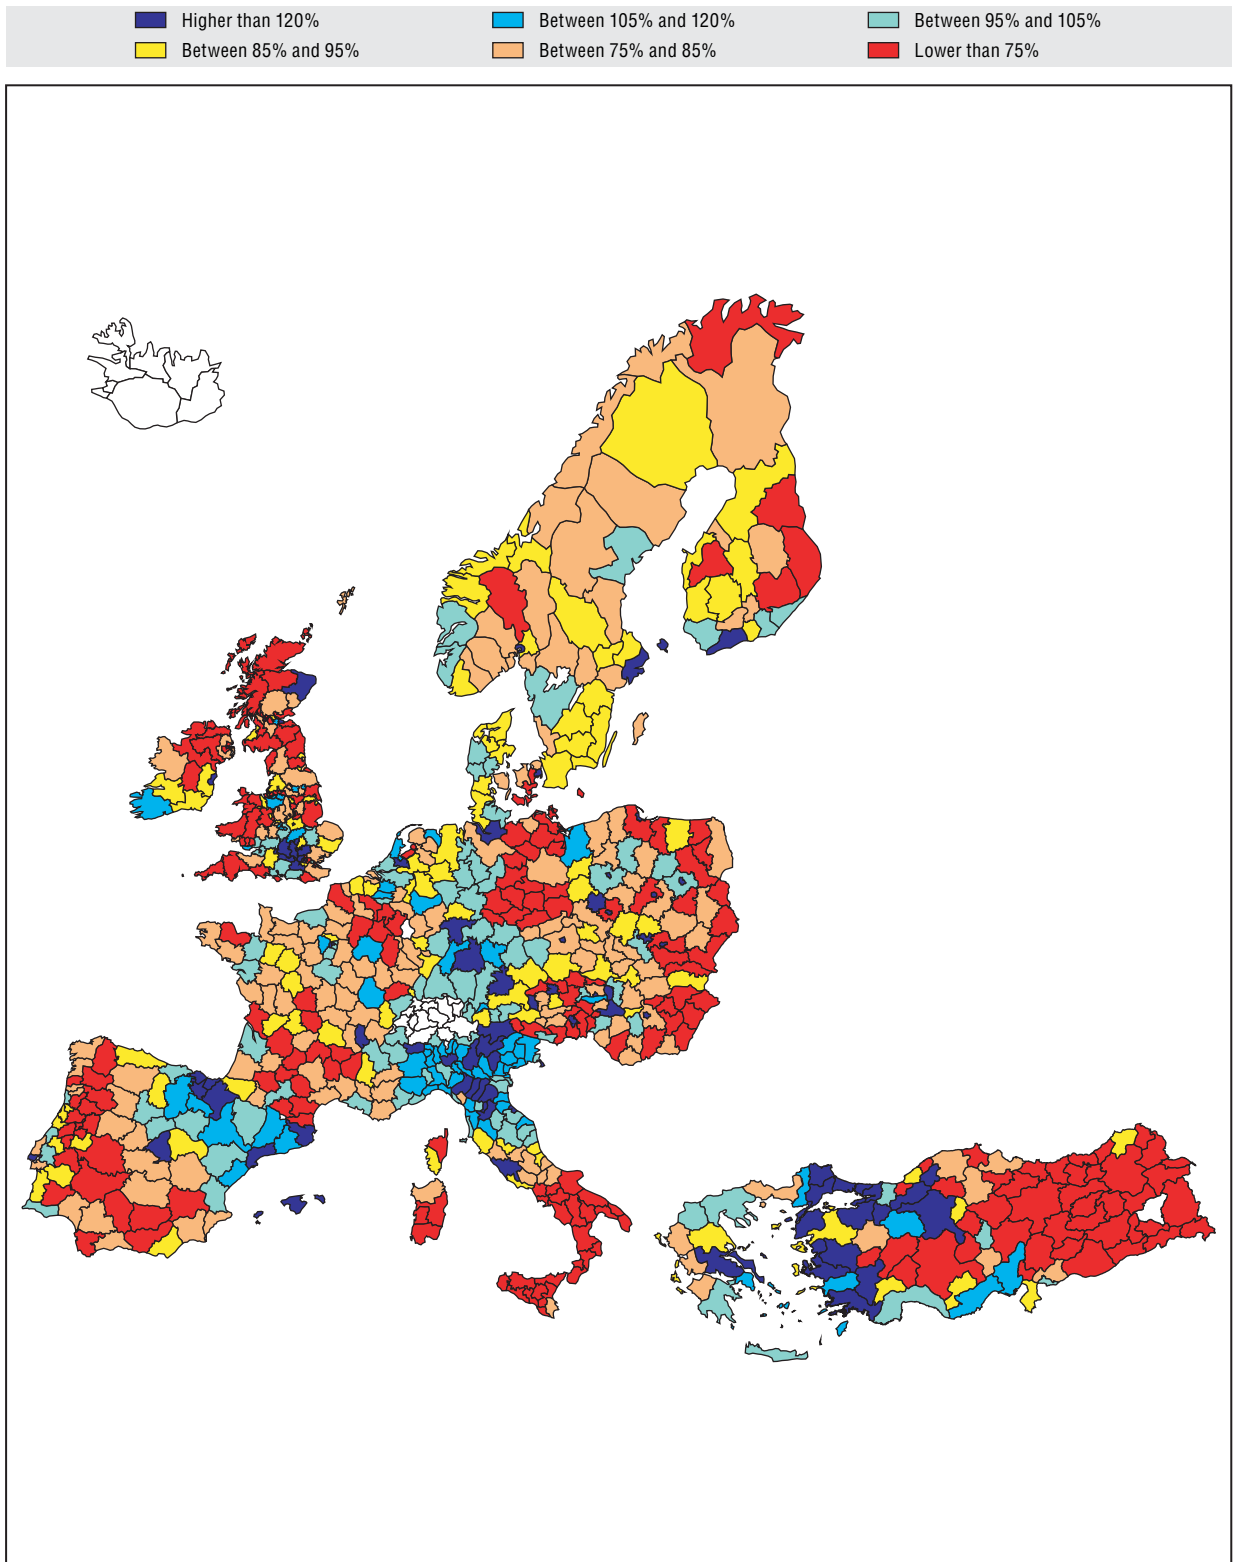 Higher than 120% Between 105% and 120% Between 95% and 105%
Between 85% and 95% Between 75% and 85% Lower than 75%